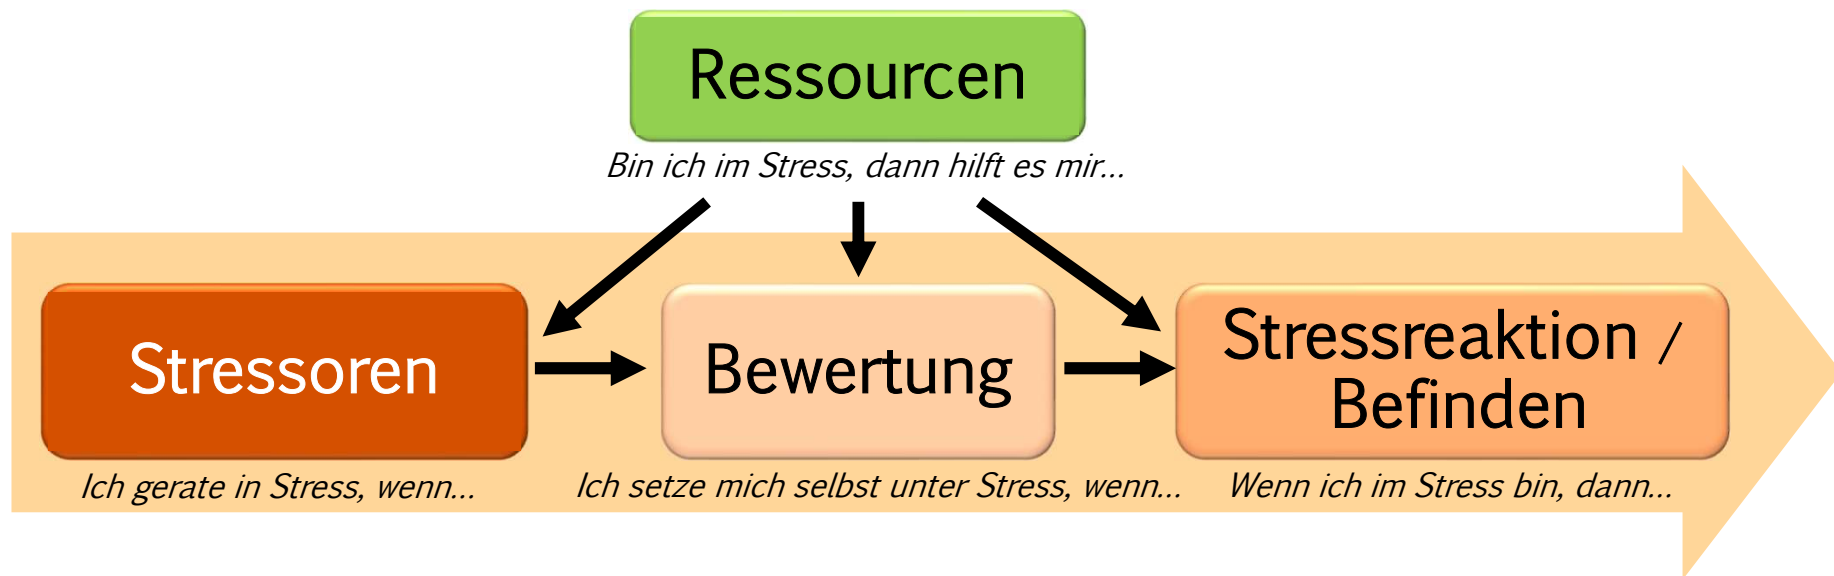 Ressourcen
Bin ich im Stress, dann hilft es mir...
Stressoren
Ich gerate in Stress, wenn...
Bewertung
Ich setze mich selbst unter Stress, wenn...
Stressreaktion /
Befinden
Wenn ich im Stress bin, dann...